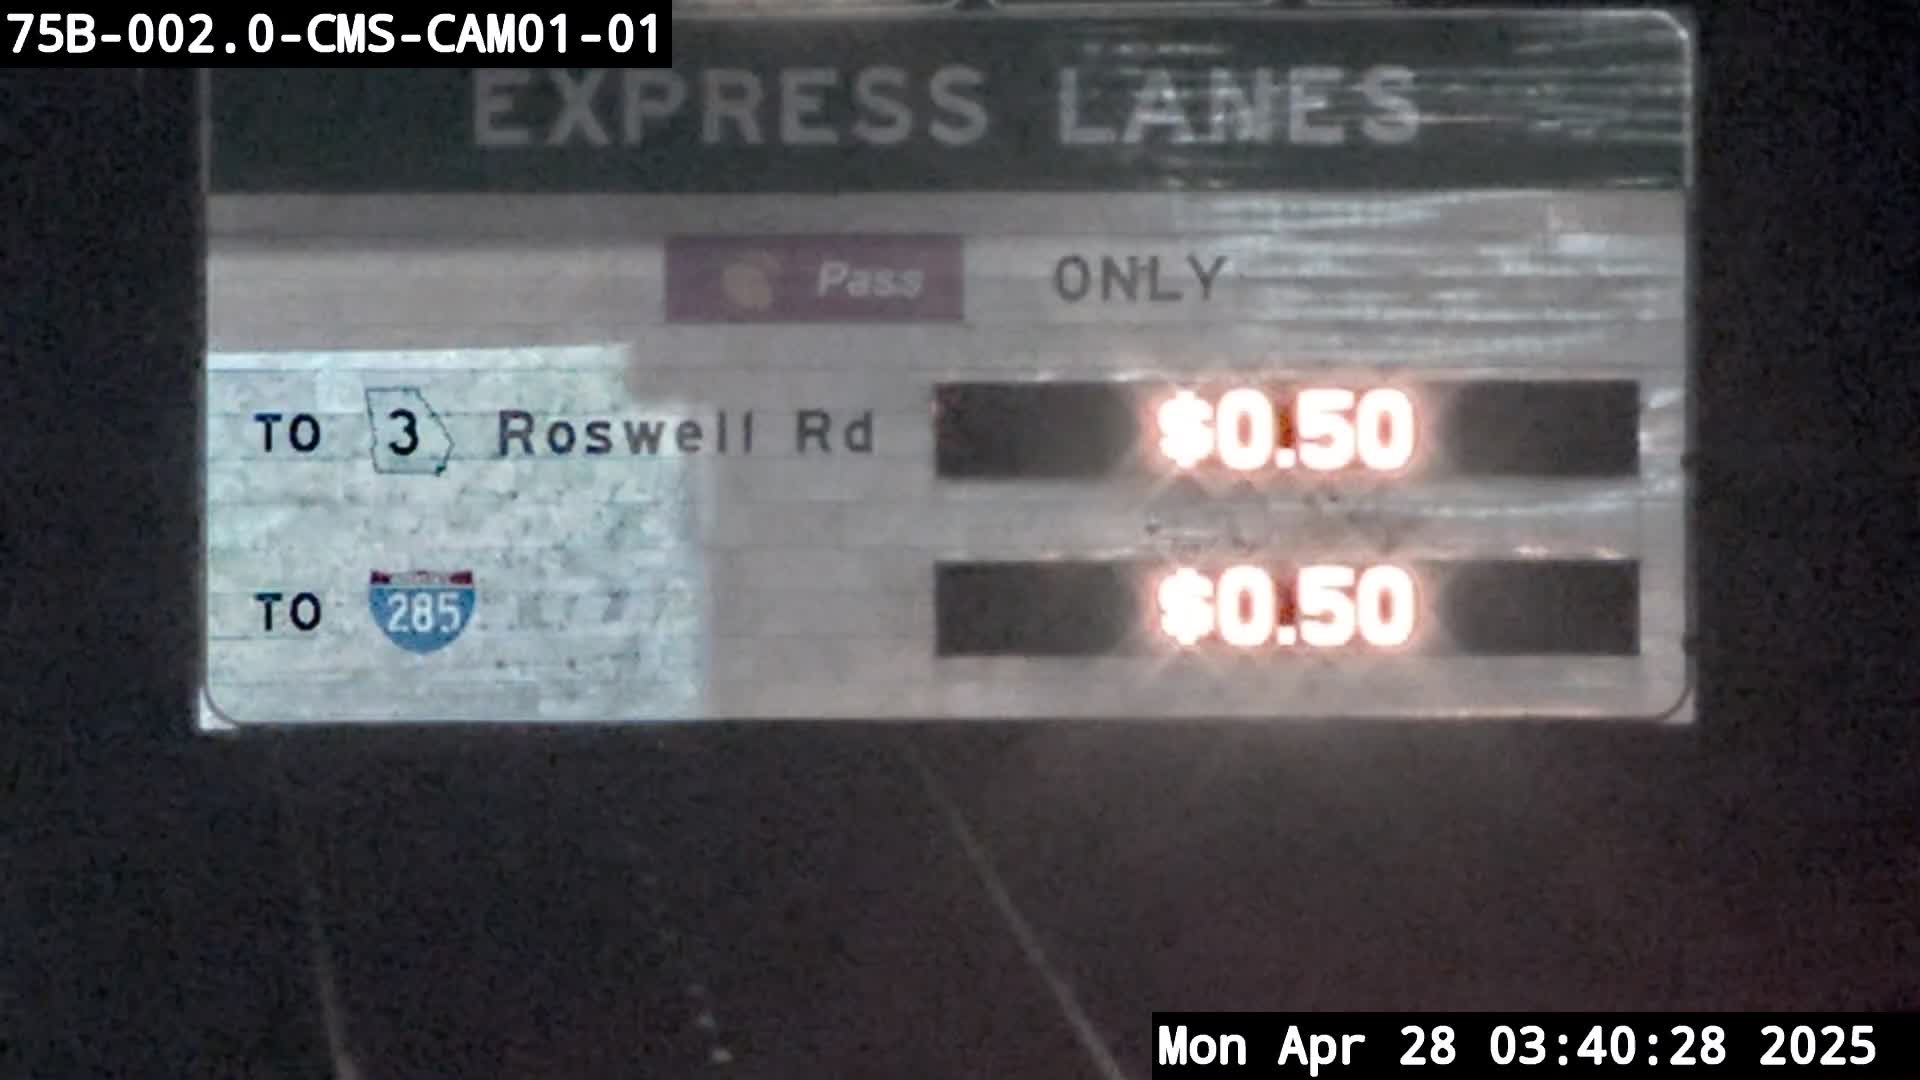 75B-002.0-CMS-CAM01-01
EXPRESS LANES
Pass ONLY
TO 3 Roswell Rd $0.50
TO 285 $0.50
Mon Apr 28 03:40:28 2025